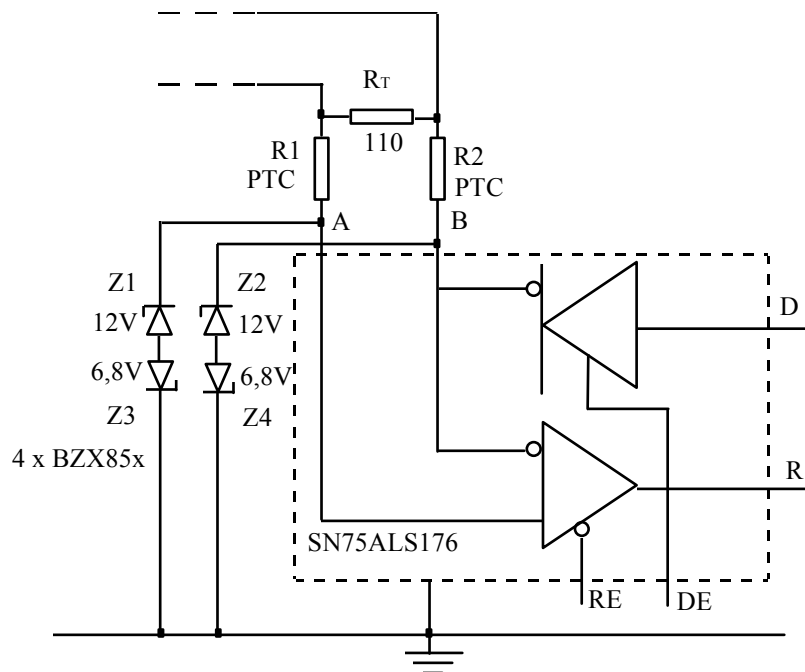 RT
110
R1
PTC
R2
PTC
A
B
Z1
12V
Z2
12V
D
6,8V
6,8V
Z3
Z4
4 x BZX85x
R
SN75ALS176
RE
DE